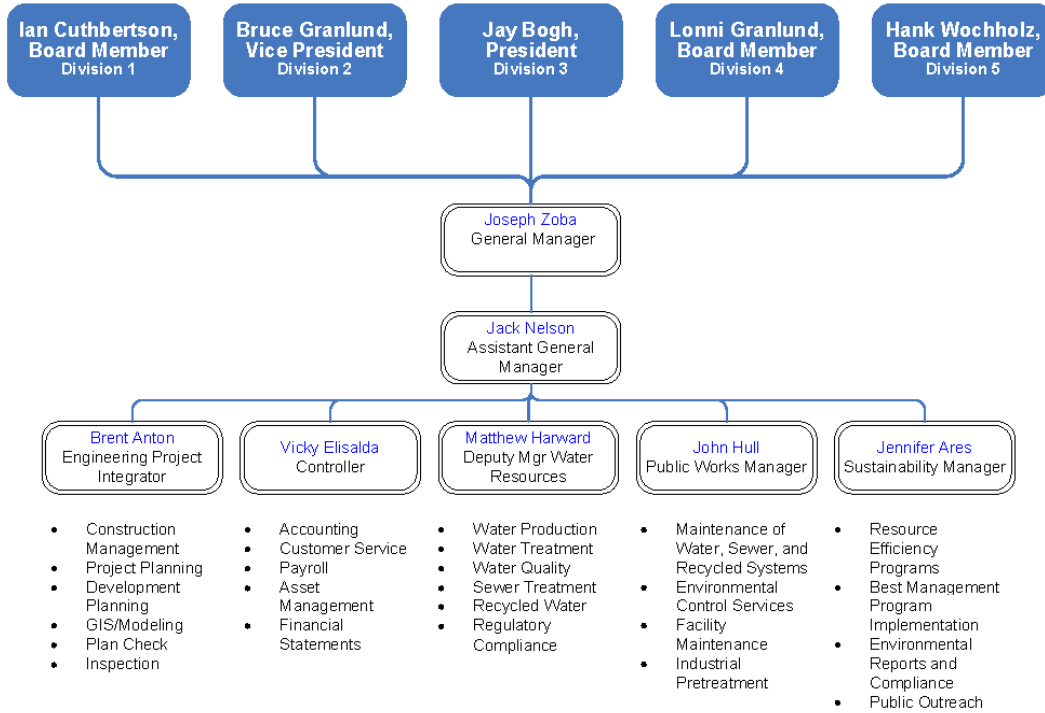 Ian Cuthbertson,
Board Member
Division 1
Bruce Granlund,
Vice President
Division 2
Jay Bogh,
President
Division 3
Lonni Granlund,
Board Member
Division 4
Hank Wochholz,
Board Member
Division 5
Joseph Zoba
General Manager
Jack Nelson
Assistant General
Manager
Brent Anton
Engineering Project
Integrator
Vicky Elisalda
Controller
Matthew Harward
Deputy Mgr Water
Resources
John Hull
Public Works Manager
Jennifer Ares
Sustainability Manager
• Construction
Management
• Project Planning
• Development
Planning
• GIS/Modeling
• Plan Check
• Inspection
• Accounting
• Customer Service
• Payroll
• Asset
Management
• Financial
Statements
• Water Production
• Water Treatment
• Water Quality
• Sewer Treatment
• Recycled Water
• Regulatory
Compliance
• Maintenance of
Water, Sewer, and
Recycled Systems
• Environmental
Control Services
• Facility
Maintenance
• Industrial
Pretreatment
• Resource
Efficiency
Programs
• Best Management
Program
Implementation
• Environmental
Reports and
Compliance
• Public Outreach